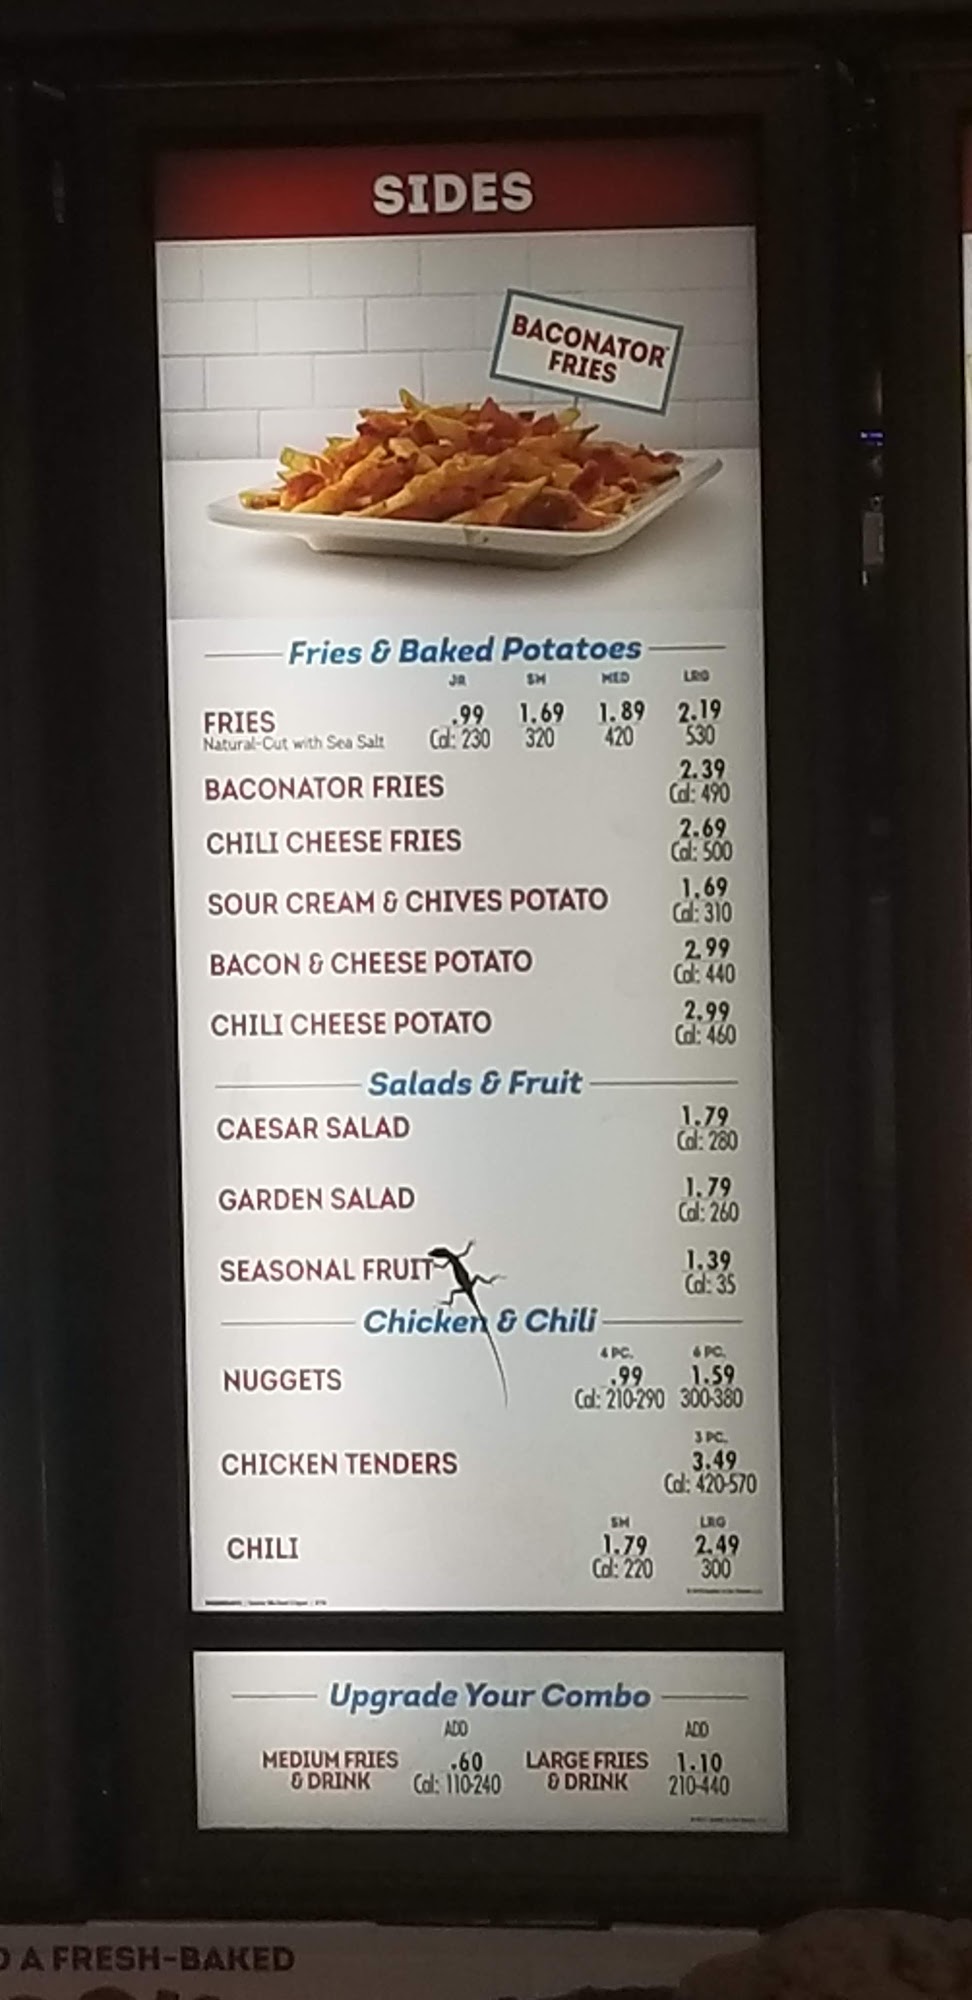 SIDES
BACONATOR™
FRIES
Fries & Baked Potatoes
JR SM MED LRG
FRIES .99 1.69 1.89 2.19
Natural-Cut with Sea Salt Cal: 230 320 420 530
BACONATOR FRIES 2.39
Cal: 490
CHILI CHEESE FRIES 2.69
Cal: 500
SOUR CREAM & CHIVES POTATO 1.69
Cal: 310
BACON & CHEESE POTATO 2.99
Cal: 440
CHILI CHEESE POTATO 2.99
Cal: 460
Salads & Fruit
CAESAR SALAD 1.79
Cal: 280
GARDEN SALAD 1.79
Cal: 260
SEASONAL FRUIT 1.39
Cal: 35
Chicken & Chili
4 PC. 6 PC.
NUGGETS .99 1.59
Cal: 210-290 300-380
3 PC.
CHICKEN TENDERS 3.49
Cal: 420-570
SM LRG
CHILI 1.79 2.49
Cal: 220 300
Upgrade Your Combo
ADD ADD
MEDIUM FRIES .60 LARGE FRIES 1.10
& DRINK Cal: 110-240 & DRINK 210-440
A FRESH-BAKED